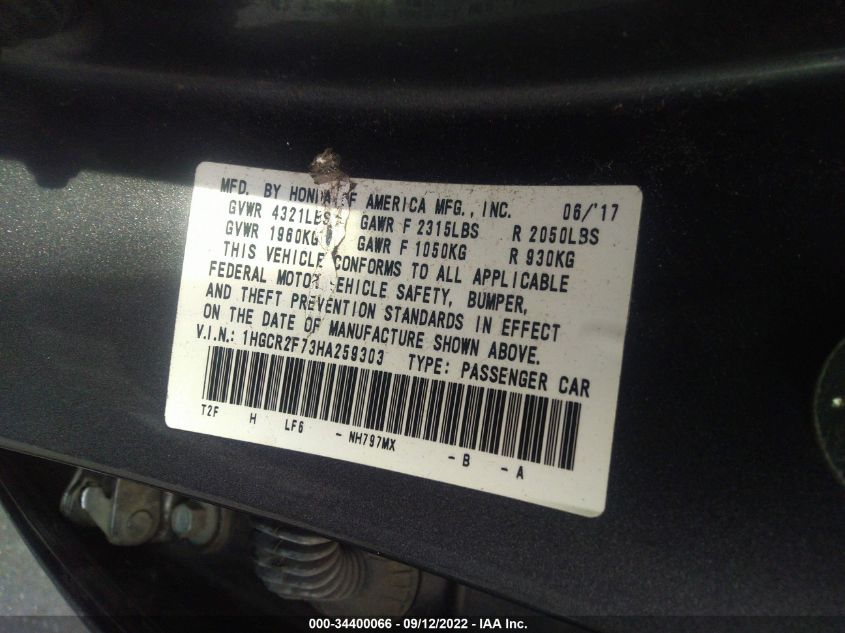 MFD. BY HONDA OF AMERICA MFG., INC. 06/'17
GVWR 4321LBS GAWR F 2315LBS R 2050LBS
GVWR 1960KG GAWR F 1050KG R 930KG
THIS VEHICLE CONFORMS TO ALL APPLICABLE
FEDERAL MOTOR VEHICLE SAFETY, BUMPER,
AND THEFT PREVENTION STANDARDS IN EFFECT
ON THE DATE OF MANUFACTURE SHOWN ABOVE.
V.I.N.: 1HGCR2F73HA259303 TYPE: PASSENGER CAR
T2F H LF6 - NH797MX - B - A
000-34400066 - 09/12/2022 - IAA Inc.